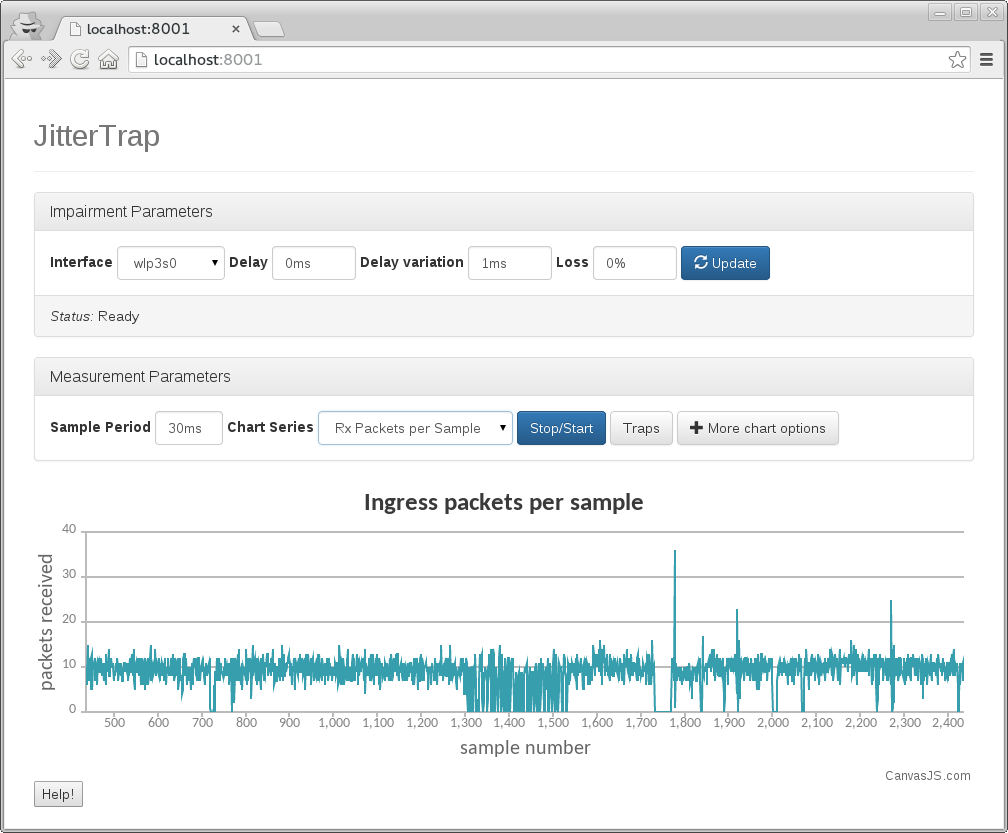 localhost:8001
localhost:8001
JitterTrap
Impairment Parameters
Interface wlp3s0 Delay 0ms Delay variation 1ms Loss 0% Update
Status: Ready
Measurement Parameters
Sample Period 30ms Chart Series Rx Packets per Sample Stop/Start Traps More chart options
Ingress packets per sample
packets received
40
30
20
10
0
500 600 700 800 900 1,000 1,100 1,200 1,300 1,400 1,500 1,600 1,700 1,800 1,900 2,000 2,100 2,200 2,300 2,400
sample number
CanvasJS.com
Help!